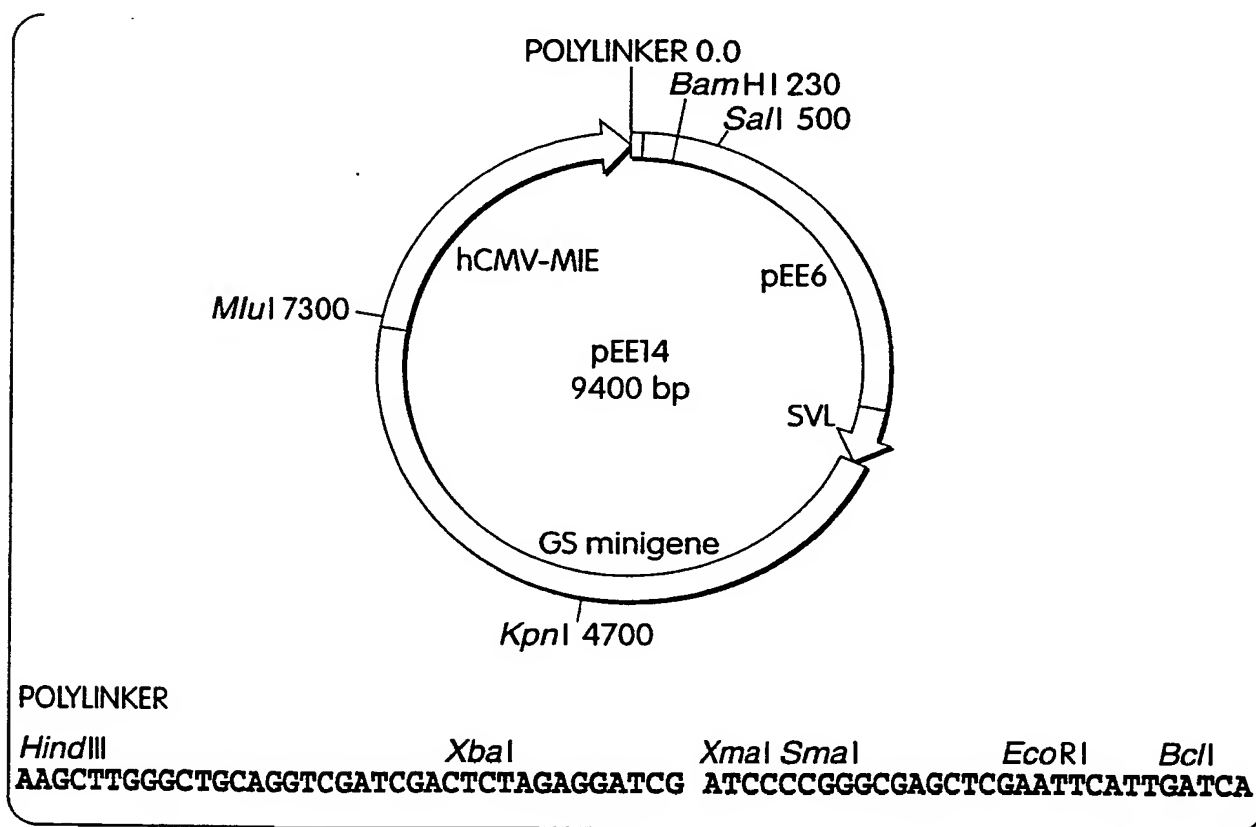 POLYLINKER 0.0
BamHI 230
SalI 500
hCMV-MIE
pEE6
MluI 7300
pEE14
9400 bp
SVL
GS minigene
KpnI 4700
POLYLINKER
HindIII XbaI XmaI SmaI EcoRI BclI
AAGCTTGGGCTGCAGGTCGATCGACTCTAGAGGATCG ATCCCCGGGCGAGCTCGAATTCATTGATCA